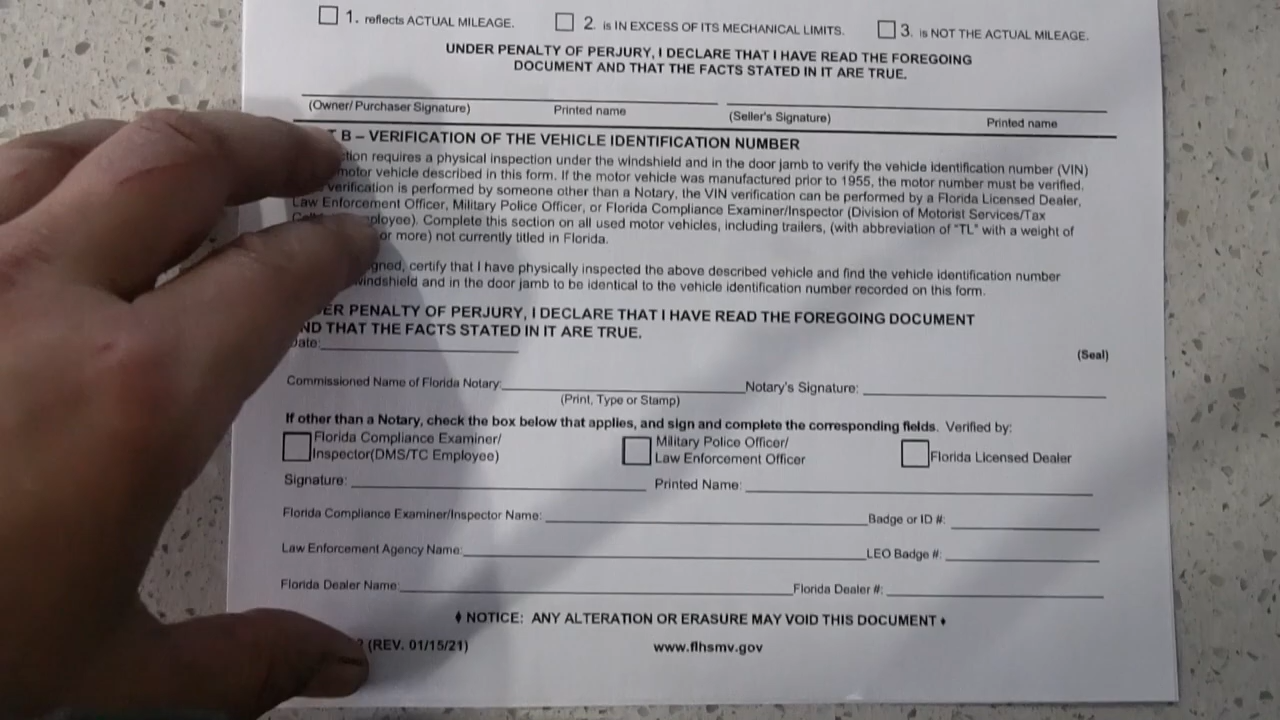 1. reflects ACTUAL MILEAGE. 2. is IN EXCESS OF ITS MECHANICAL LIMITS. 3. is NOT THE ACTUAL MILEAGE.
UNDER PENALTY OF PERJURY, I DECLARE THAT I HAVE READ THE FOREGOING
DOCUMENT AND THAT THE FACTS STATED IN IT ARE TRUE.
(Owner/ Purchaser Signature) Printed name (Seller's Signature) Printed name
B – VERIFICATION OF THE VEHICLE IDENTIFICATION NUMBER
requires a physical inspection under the windshield and in the door jamb to verify the vehicle identification number (VIN)
motor vehicle described in this form. If the motor vehicle was manufactured prior to 1955, the motor number must be verified.
verification is performed by someone other than a Notary, the VIN verification can be performed by a Florida Licensed Dealer,
Law Enforcement Officer, Military Police Officer, or Florida Compliance Examiner/Inspector (Division of Motorist Services/Tax
Complete this section on all used motor vehicles, including trailers, (with abbreviation of "TL" with a weight of
or more) not currently titled in Florida.
certify that I have physically inspected the above described vehicle and find the vehicle identification number
windshield and in the door jamb to be identical to the vehicle identification number recorded on this form.
PENALTY OF PERJURY, I DECLARE THAT I HAVE READ THE FOREGOING DOCUMENT
AND THAT THE FACTS STATED IN IT ARE TRUE.
Date:
(Seal)
Commissioned Name of Florida Notary: Notary's Signature:
(Print, Type or Stamp)
If other than a Notary, check the box below that applies, and sign and complete the corresponding fields. Verified by:
Florida Compliance Examiner/ Military Police Officer/
Inspector(DMS/TC Employee) Law Enforcement Officer Florida Licensed Dealer
Signature: Printed Name:
Florida Compliance Examiner/Inspector Name: Badge or ID #:
Law Enforcement Agency Name: LEO Badge #:
Florida Dealer Name: Florida Dealer #:
♦ NOTICE: ANY ALTERATION OR ERASURE MAY VOID THIS DOCUMENT ♦
(REV. 01/15/21) www.flhsmv.gov